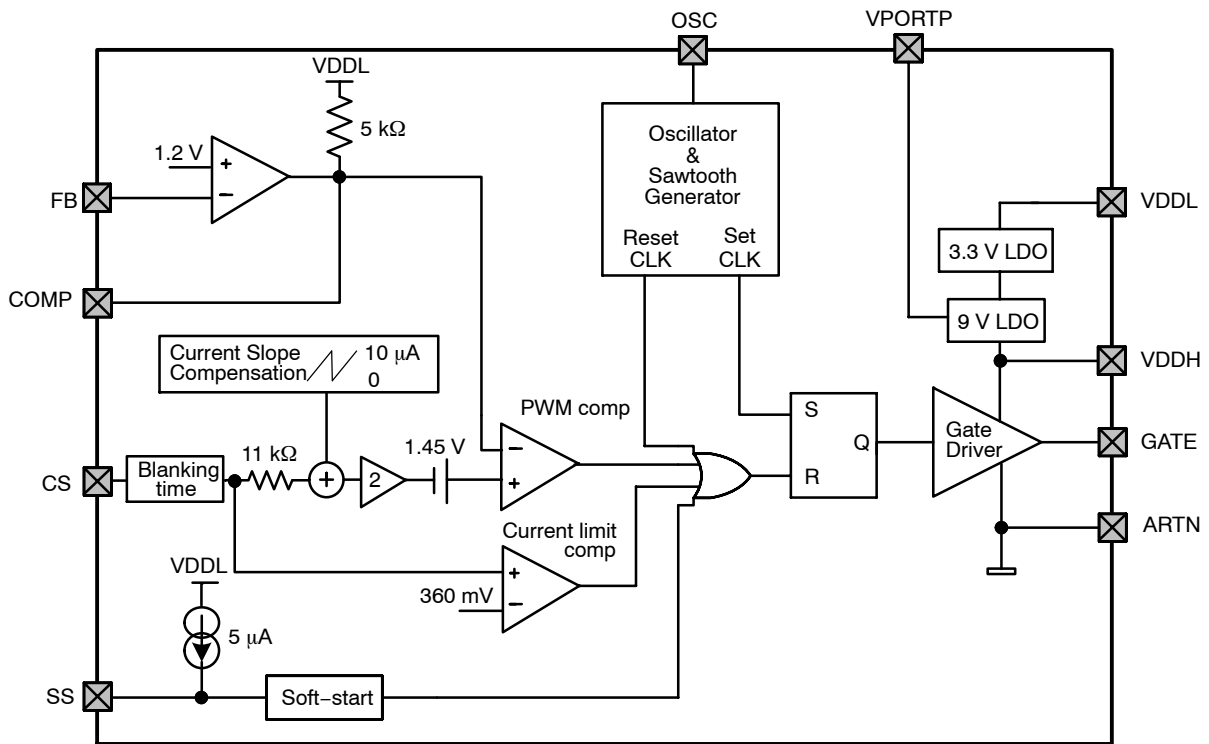 OSC
VPORTP
VDDL
5 kΩ
1.2 V
+
−
FB
COMP
Oscillator
&
Sawtooth
Generator
Reset
CLK
Set
CLK
VDDL
3.3 V LDO
9 V LDO
VDDH
Current Slope
Compensation
10 μA
0
PWM comp
1.45 V
11 kΩ
CS
Blanking
time
+
2
−
+
S
R
Q
Gate
Driver
GATE
ARTN
Current limit
comp
+
−
360 mV
VDDL
5 μA
SS
Soft−start